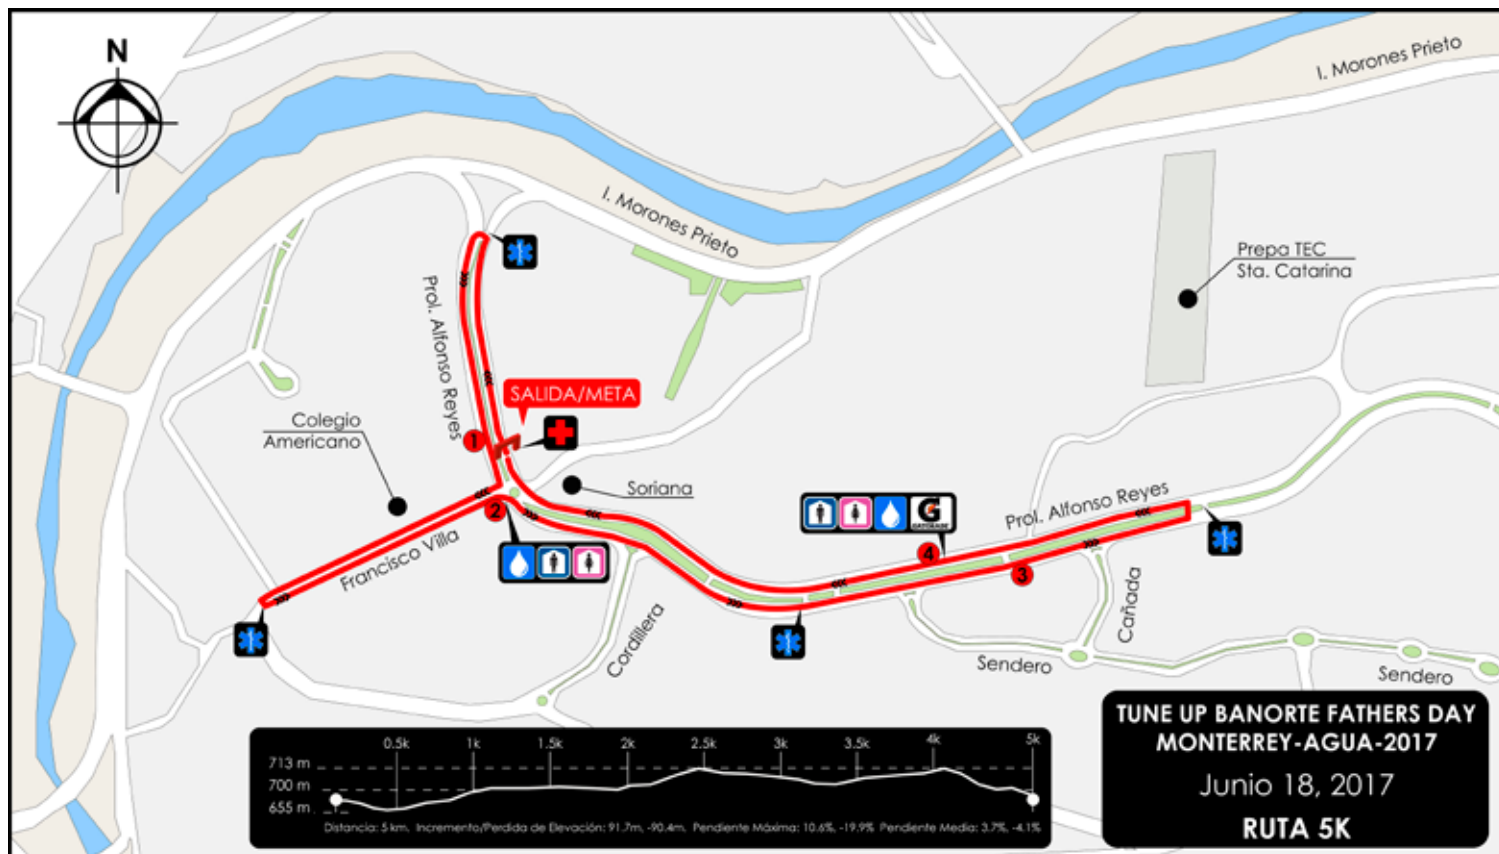 N
I. Morones Prieto
I. Morones Prieto
Prepa TEC
Sta. Catarina
Prol. Alfonso Reyes
SALIDA/META
Colegio
Americano
1
Soriana
2
Francisco Villa
G
GATORADE
Prol. Alfonso Reyes
4
3
Cordillera
Cañada
Sendero
Sendero
0.5k 1k 1.5k 2k 2.5k 3k 3.5k 4k 5k
713 m
700 m
655 m
Distancia: 5 km. Incremento/Perdida de Elevación: 91.7m, -90.4m. Pendiente Máxima: 10.6%, -19.9% Pendiente Media: 3.7%, -4.1%
TUNE UP BANORTE FATHERS DAY
MONTERREY-AGUA-2017
Junio 18, 2017
RUTA 5K